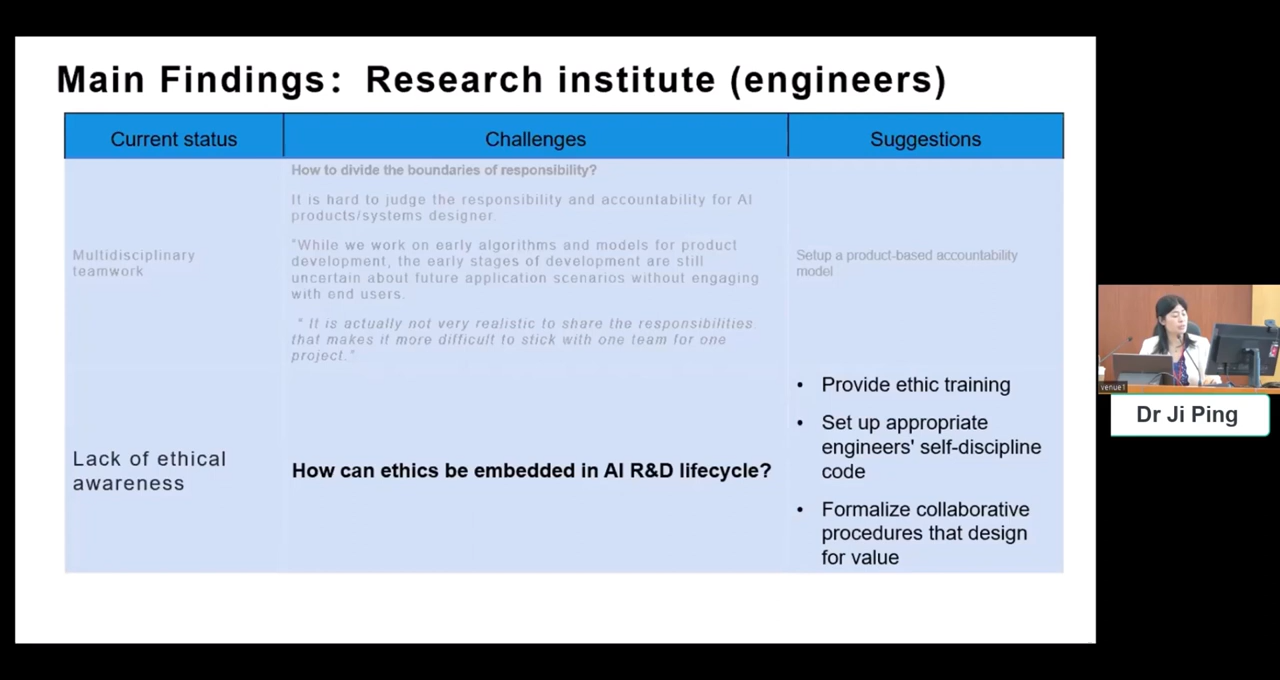 Main Findings: Research institute (engineers)
Current status
Challenges
Suggestions
Multidisciplinary
teamwork
How to divide the boundaries of responsibility?
It is hard to judge the responsibility and accountability for AI
products/systems designer.
"While we work on early algorithms and models for product
development, the early stages of development are still
uncertain about future application scenarios without engaging
with end users.
" It is actually not very realistic to share the responsibilities
that makes it more difficult to stick with one team for one
project."
Setup a product-based accountability
model
Lack of ethical
awareness
How can ethics be embedded in AI R&D lifecycle?
• Provide ethic training
• Set up appropriate
engineers' self-discipline
code
• Formalize collaborative
procedures that design
for value
venue1
Dr Ji Ping